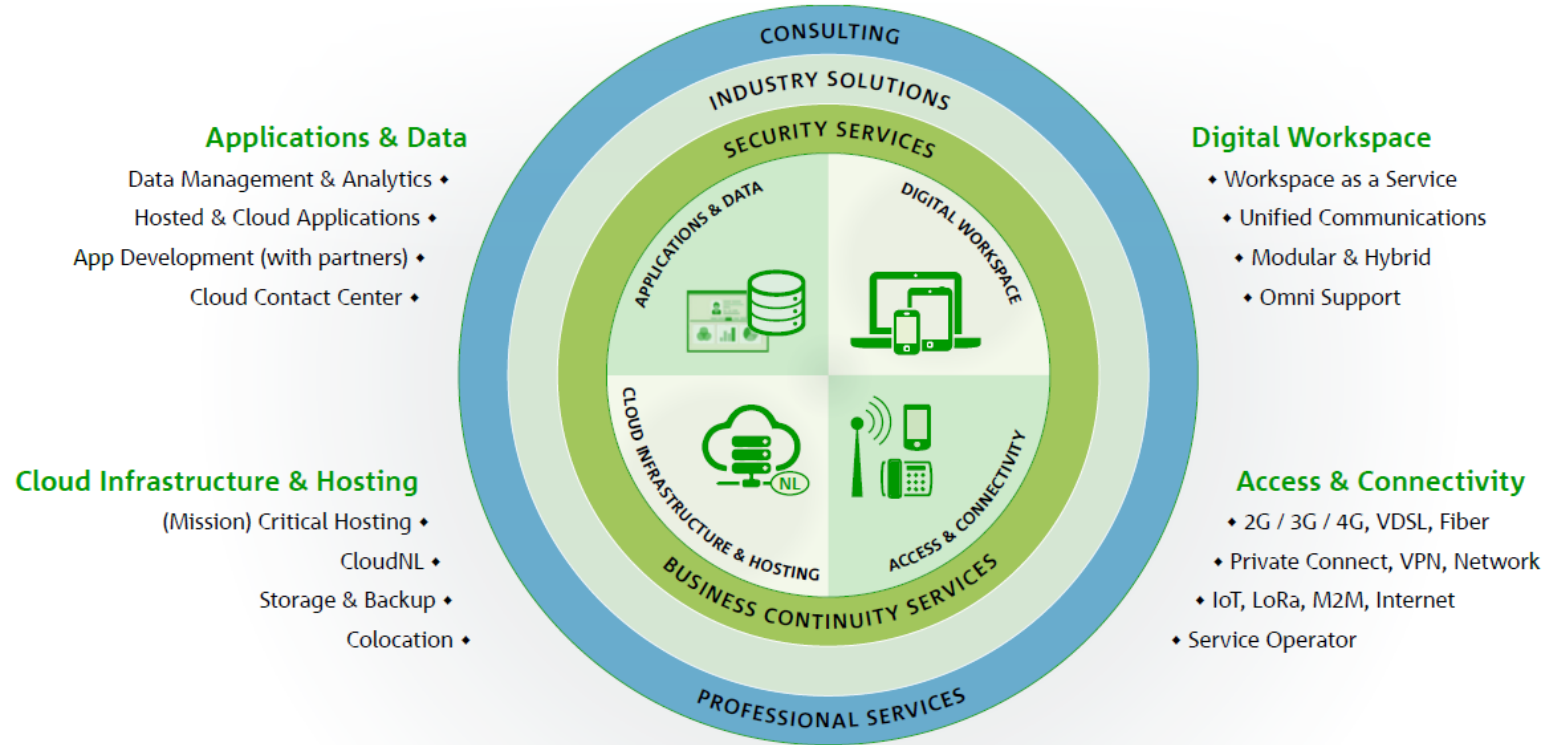 CONSULTING
INDUSTRY SOLUTIONS
SECURITY SERVICES
Applications & Data
Data Management & Analytics
Hosted & Cloud Applications
App Development (with partners)
Cloud Contact Center
Digital Workspace
Workspace as a Service
Unified Communications
Modular & Hybrid
Omni Support
APPLICATIONS & DATA
DIGITAL WORKSPACE
CLOUD INFRASTRUCTURE & HOSTING
NL
ACCESS & CONNECTIVITY
Cloud Infrastructure & Hosting
(Mission) Critical Hosting
CloudNL
Storage & Backup
Colocation
Access & Connectivity
2G / 3G / 4G, VDSL, Fiber
Private Connect, VPN, Network
IoT, LoRa, M2M, Internet
Service Operator
BUSINESS CONTINUITY SERVICES
PROFESSIONAL SERVICES